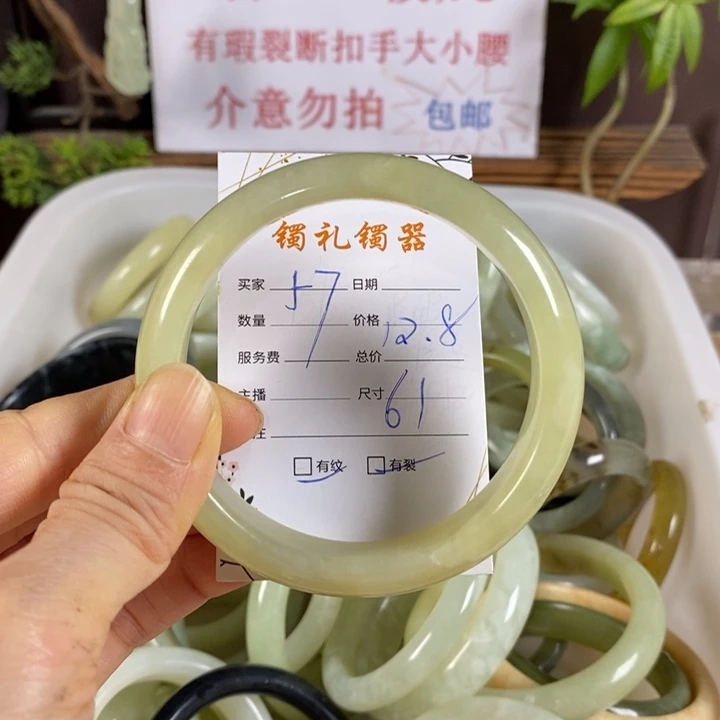 有瑕裂断扣手大小腰
介意勿拍 包邮
镯礼镯器
买家 57 日期
数量 价格 12.8
服务费 总价
主播 尺寸 61
注
□有纹 □有裂